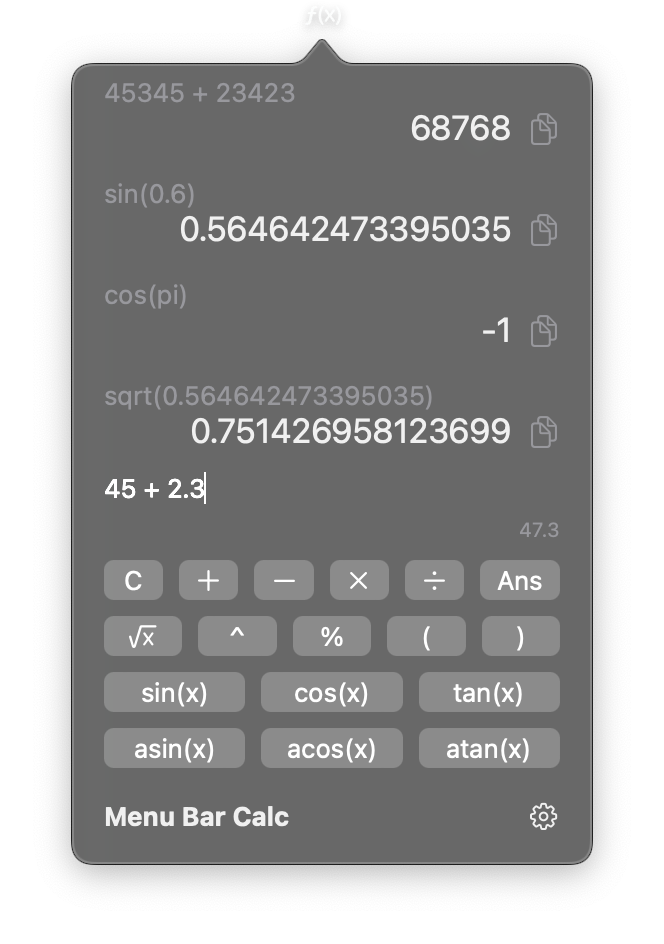 f(x)
45345 + 23423
68768
sin(0.6)
0.564642473395035
cos(pi)
-1
sqrt(0.564642473395035)
0.751426958123699
45 + 2.3
47.3
C + − × ÷ Ans
√x ^ % ( )
sin(x) cos(x) tan(x)
asin(x) acos(x) atan(x)
Menu Bar Calc